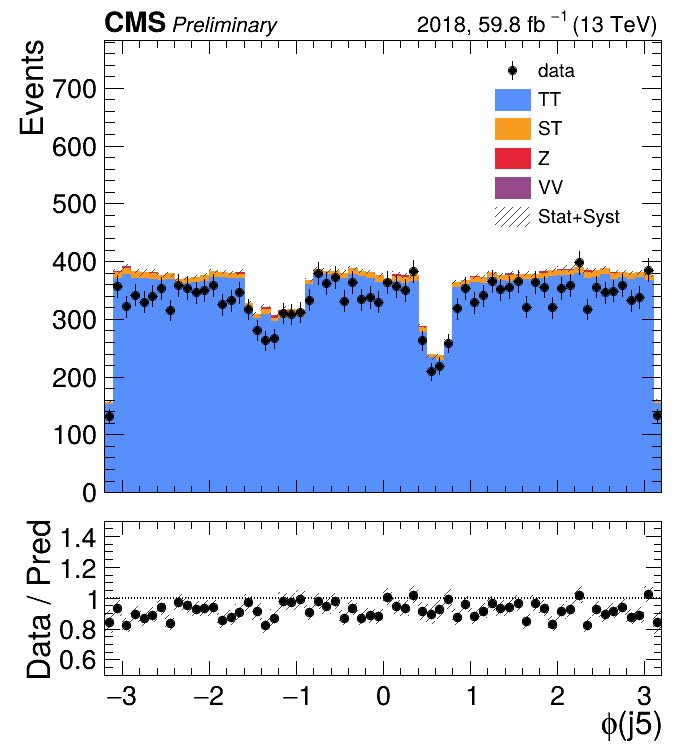 CMS Preliminary 2018, 59.8 fb⁻¹ (13 TeV)
Events
700
600
500
400
300
200
100
0
data
TT
ST
Z
VV
Stat+Syst
Data / Pred
1.4
1.2
1
0.8
0.6
−3 −2 −1 0 1 2 3
ϕ(j5)